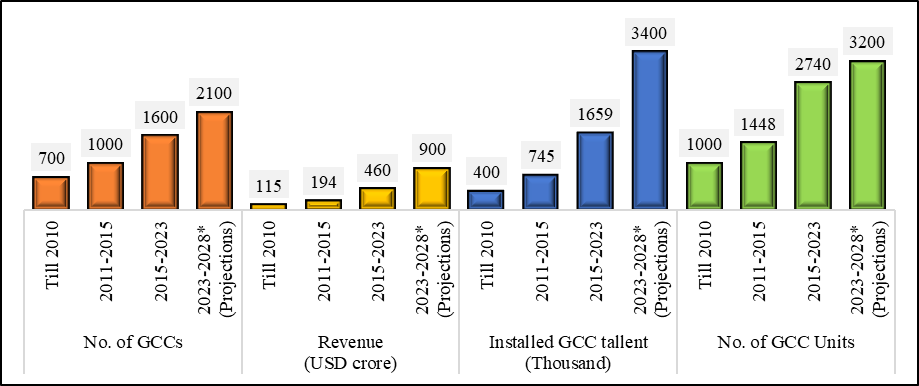 700
1000
1600
2100
115
194
460
900
400
745
1659
3400
1000
1448
2740
3200
Till 2010
2011-2015
2015-2023
2023-2028*
(Projections)
Till 2010
2011-2015
2015-2023
2023-2028*
(Projections)
Till 2010
2011-2015
2015-2023
2023-2028*
(Projections)
Till 2010
2011-2015
2015-2023
2023-2028*
(Projections)
No. of GCCs
Revenue
(USD crore)
Installed GCC tallent
(Thousand)
No. of GCC Units